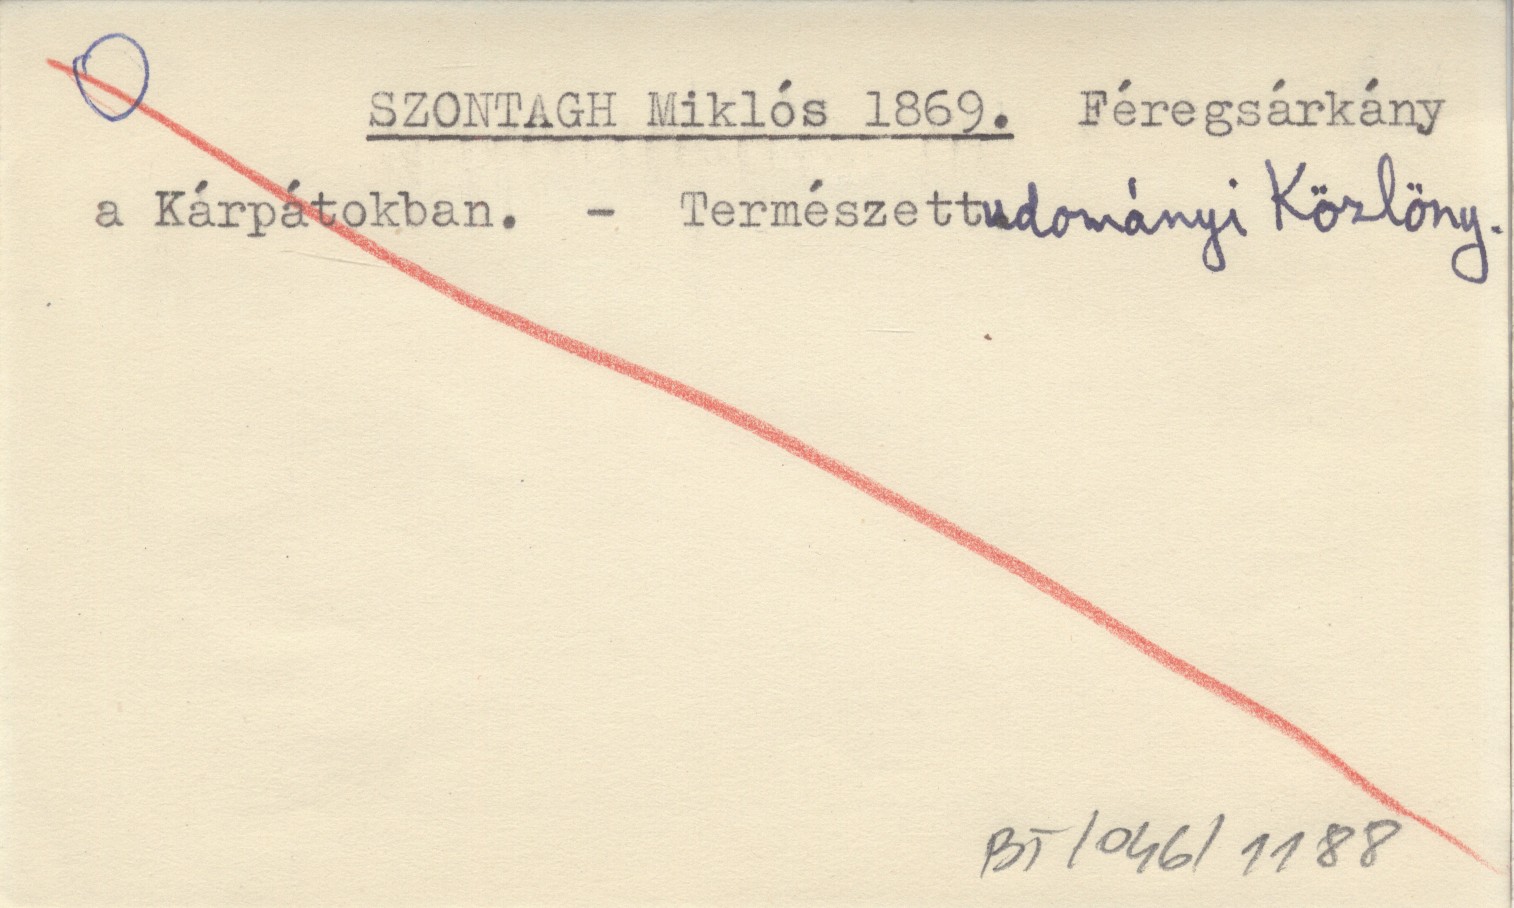 SZONTAGH Miklós 1869. Féregsárkány
a Kárpátokban. - Természettudományi Közlöny.
BT/046/1188